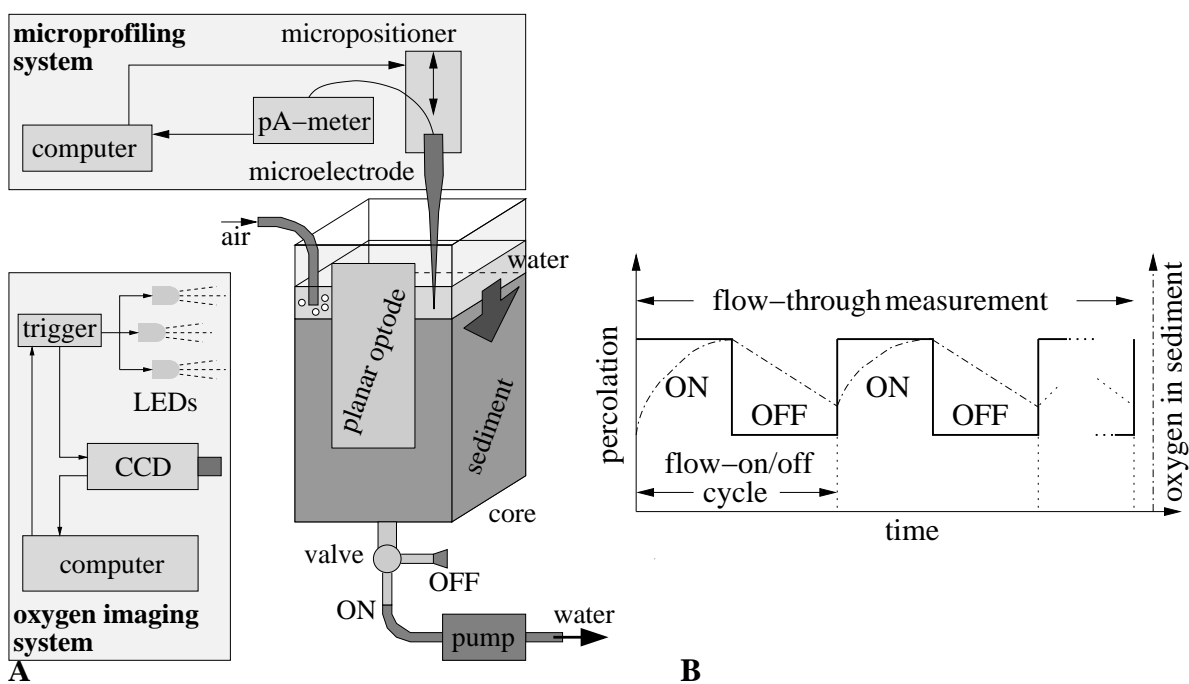 microprofiling
system
micropositioner
pA−meter
computer
microelectrode
air
water
planar optode
sediment
core
trigger
LEDs
CCD
computer
oxygen imaging
system
valve
OFF
ON
pump
water
A
flow−through measurement
percolation
ON
OFF
ON
OFF
flow−on/off
cycle
time
oxygen in sediment
B